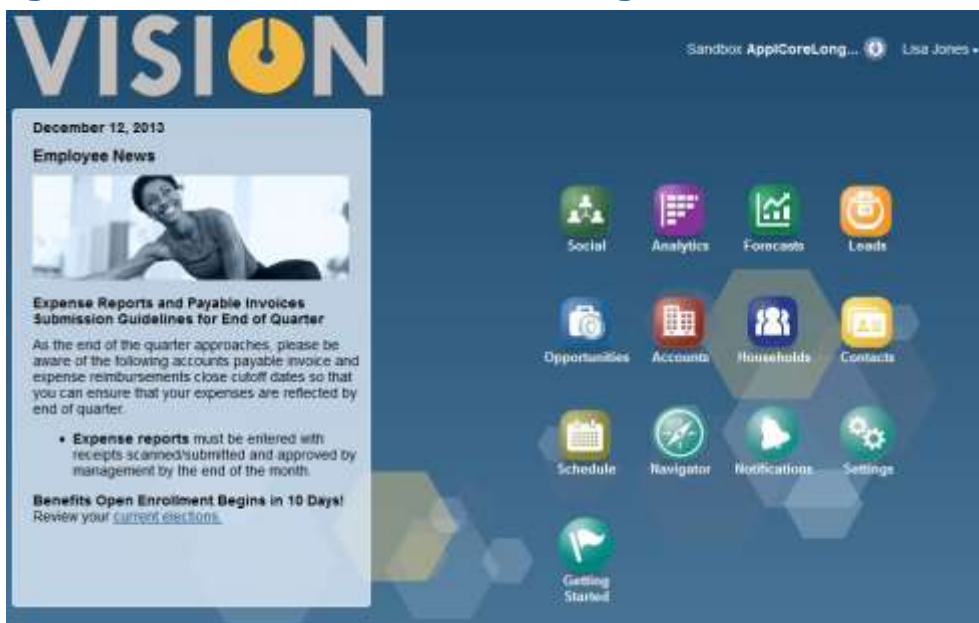 VISION
Sandbox ApplCoreLong... Lisa Jones
December 12, 2013
Employee News
Expense Reports and Payable Invoices
Submission Guidelines for End of Quarter
As the end of the quarter approaches, please be
aware of the following accounts payable invoice and
expense reimbursements close cutoff dates so that
you can ensure that your expenses are reflected by
end of quarter.
• Expense reports must be entered with
receipts scanned/submitted and approved by
management by the end of the month.
Benefits Open Enrollment Begins in 10 Days!
Review your current elections.
Social Analytics Forecasts Leads
Opportunities Accounts Households Contacts
Schedule Navigator Notifications Settings
Getting
Started